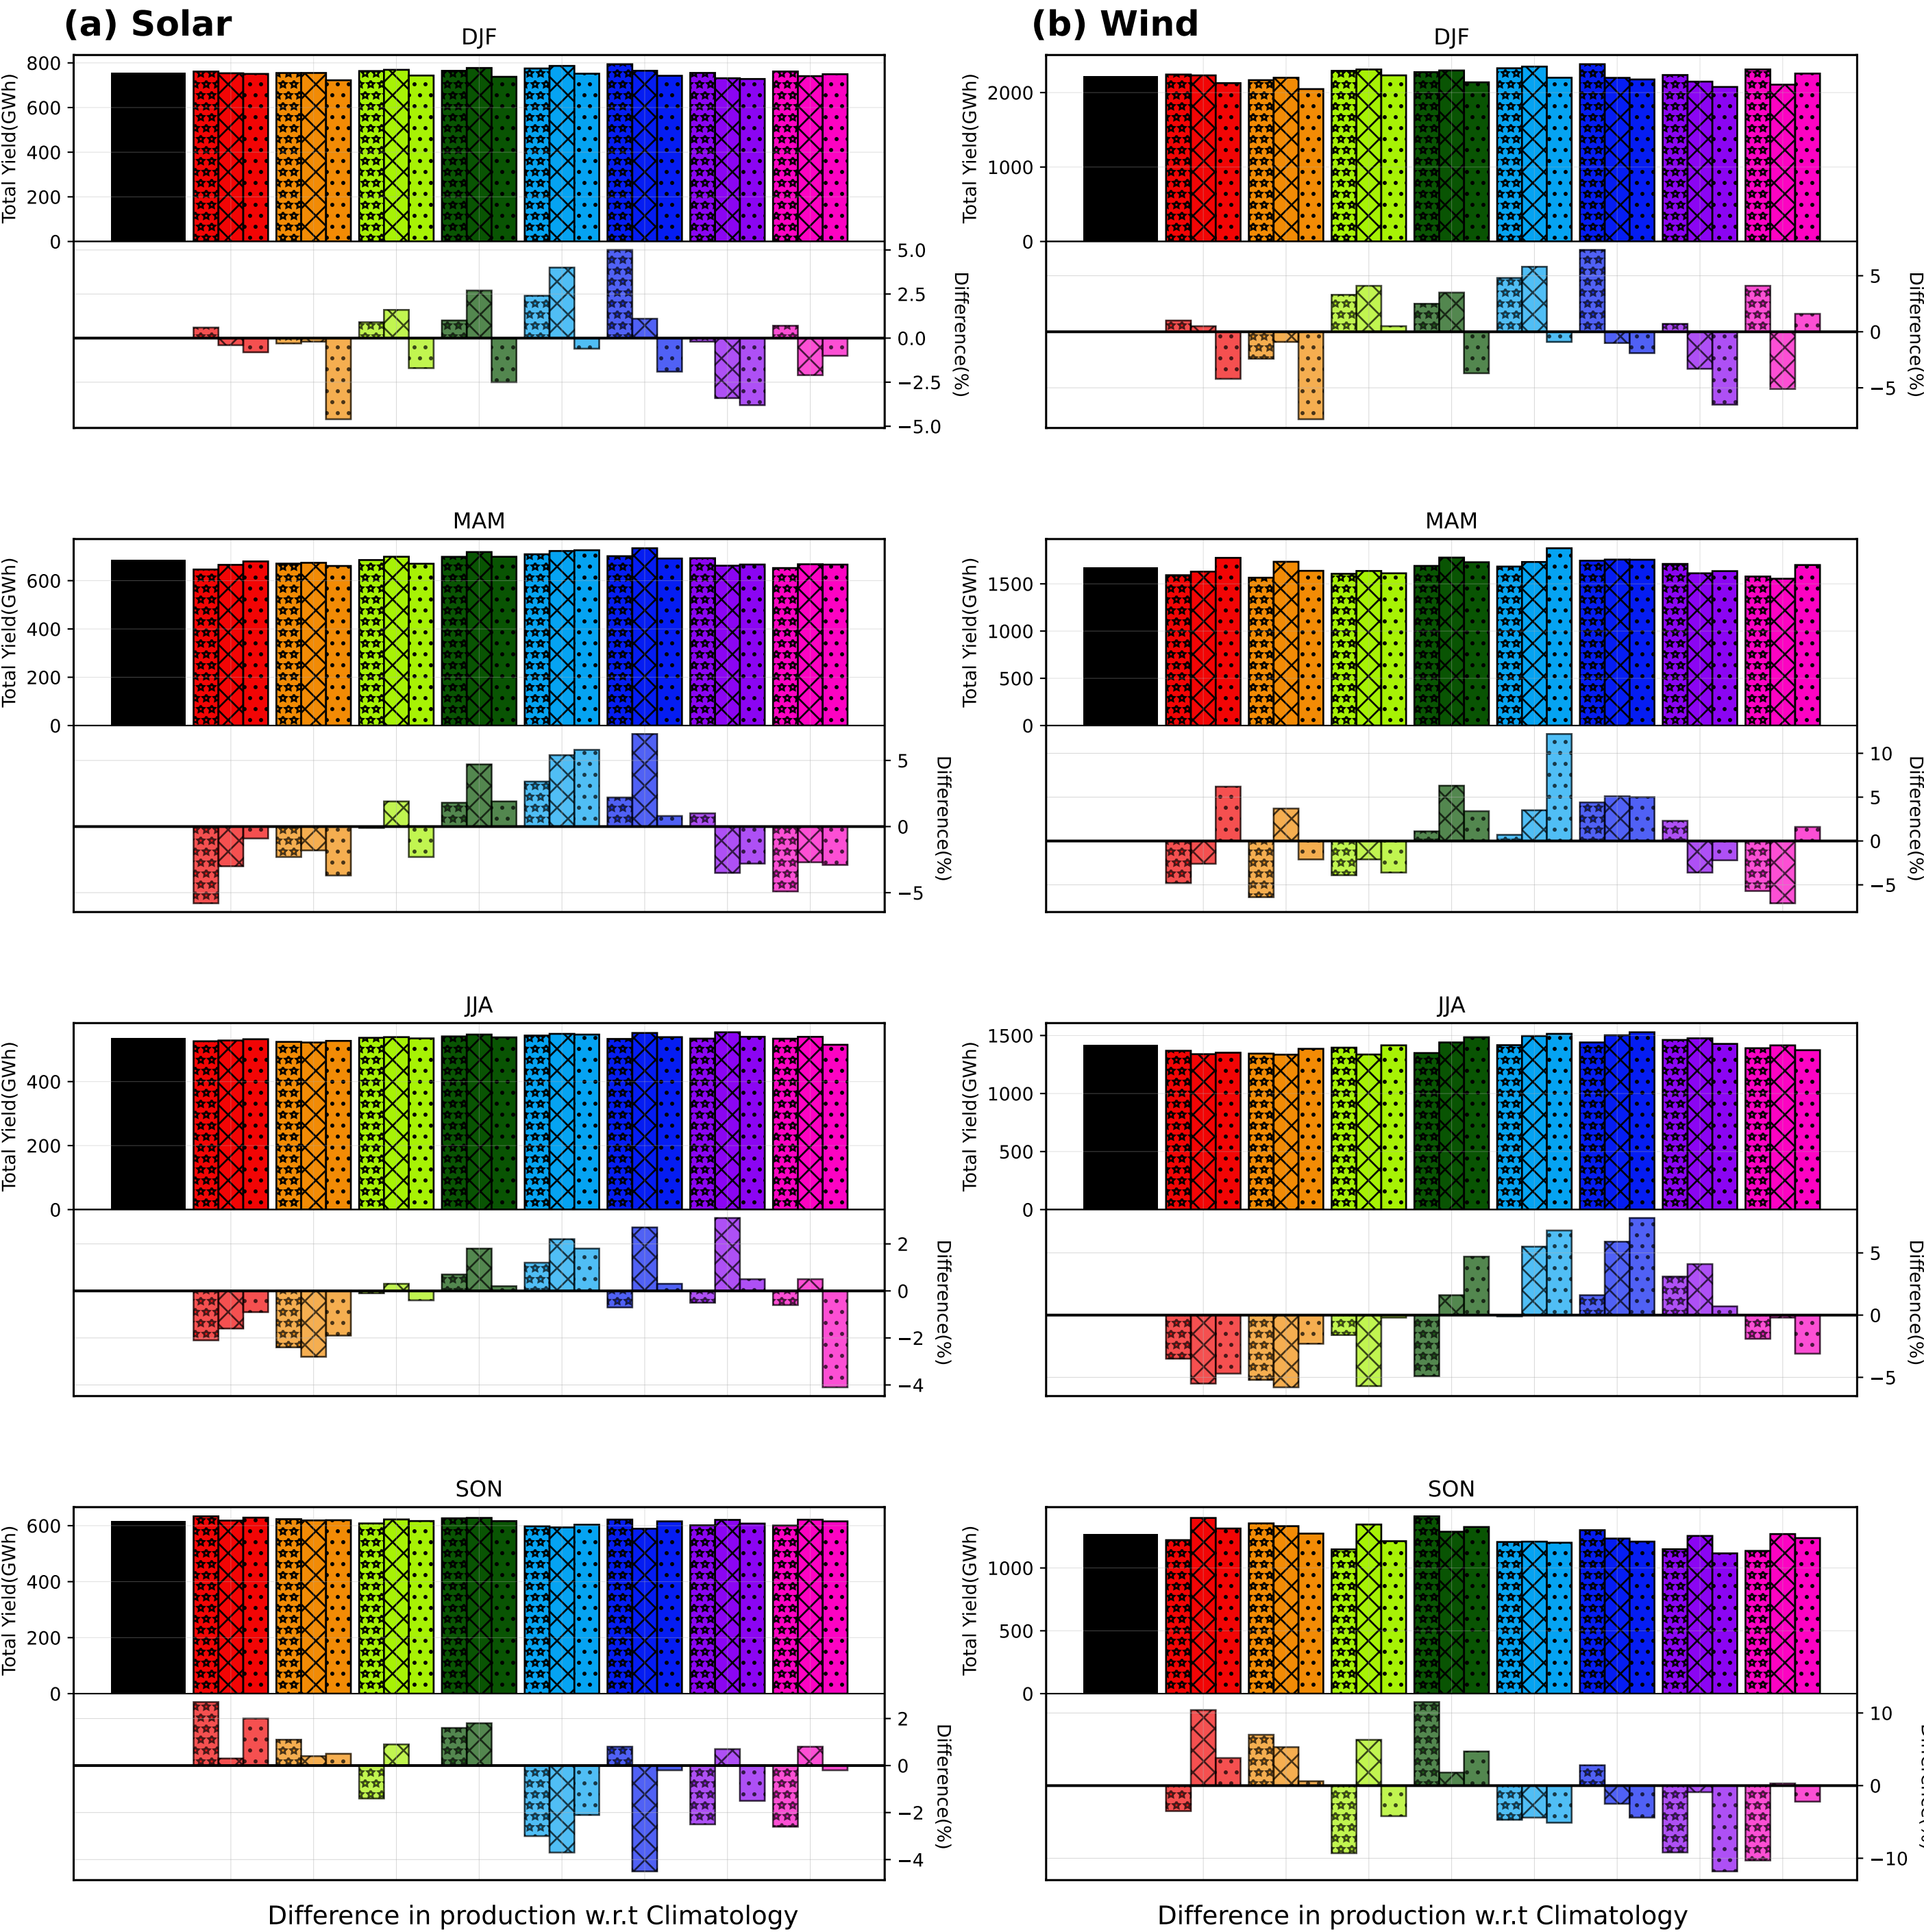 (a) Solar
DJF
Total Yield(GWh)
800
600
400
200
0
5.0
2.5
0.0
−2.5
−5.0
Difference(%)
MAM
Total Yield(GWh)
600
400
200
0
5
0
−5
Difference(%)
JJA
Total Yield(GWh)
400
200
0
2
0
−2
−4
Difference(%)
SON
Total Yield(GWh)
600
400
200
0
2
0
−2
−4
Difference(%)
Difference in production w.r.t Climatology
(b) Wind
DJF
Total Yield(GWh)
2000
1000
0
5
0
−5
Difference(%)
MAM
Total Yield(GWh)
1500
1000
500
0
10
5
0
−5
Difference(%)
JJA
Total Yield(GWh)
1500
1000
500
0
5
0
−5
Difference(%)
SON
Total Yield(GWh)
1000
500
0
10
0
−10
Difference in production w.r.t Climatology